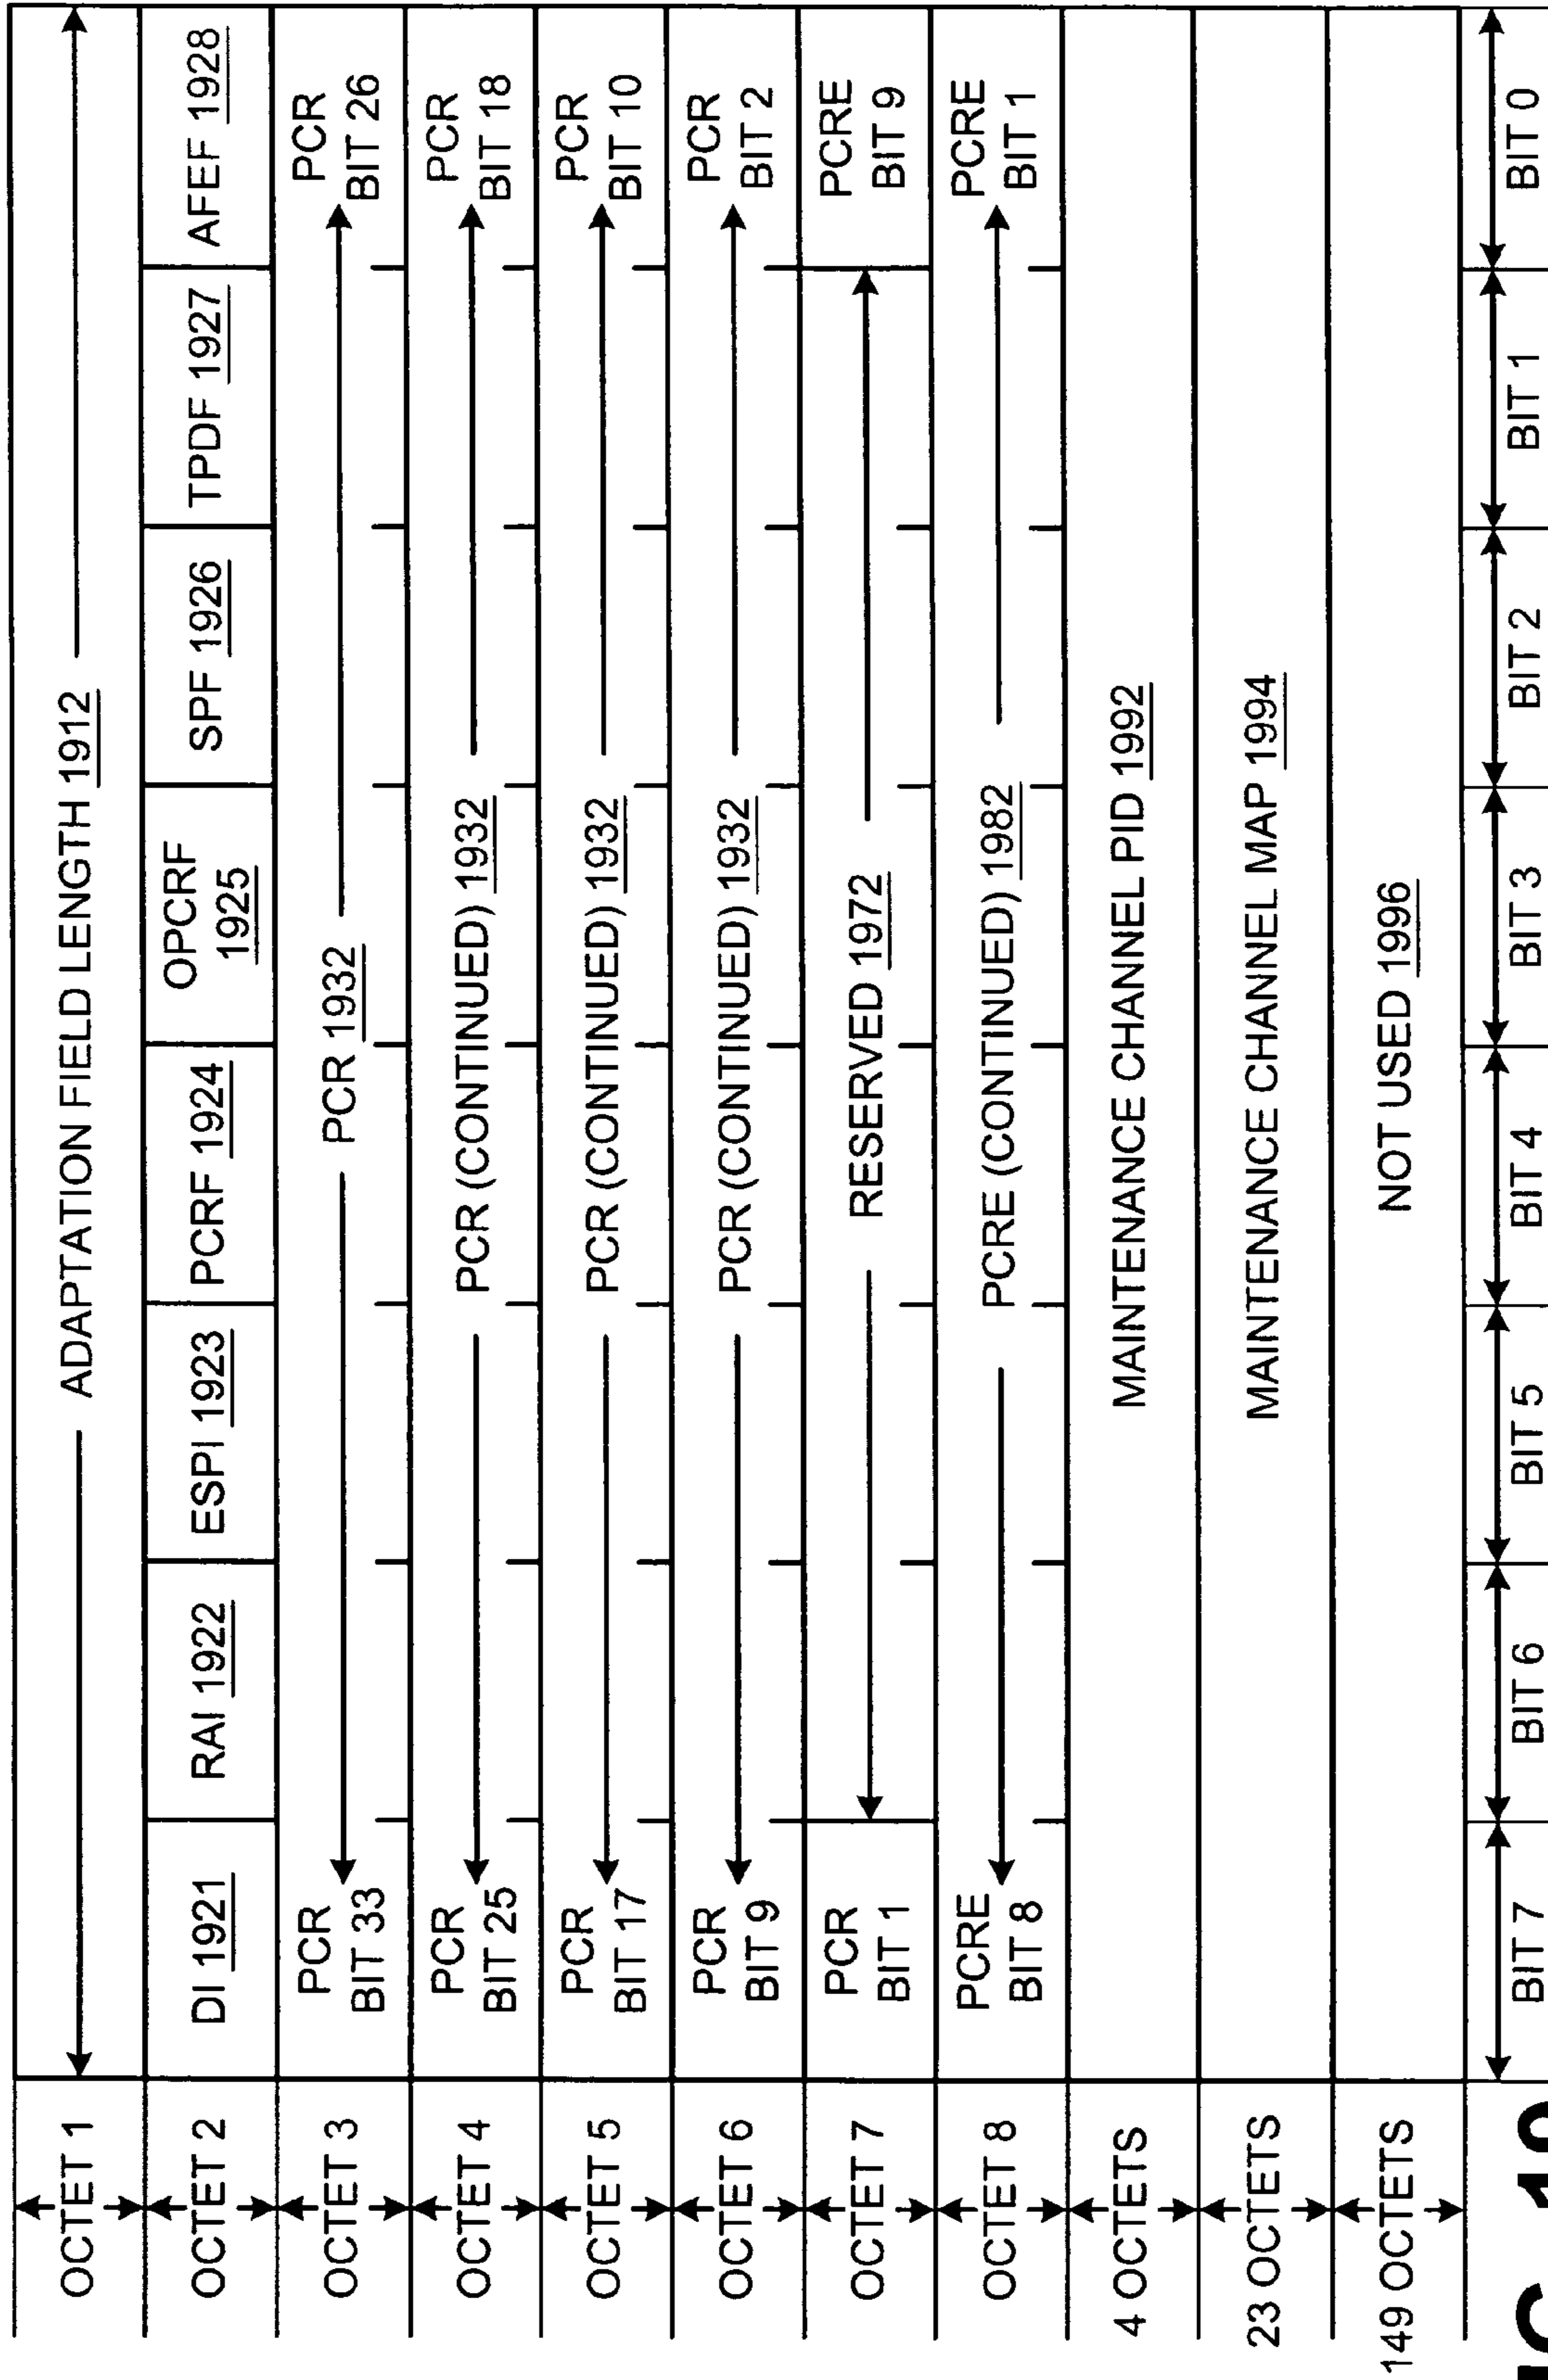 OCTET 1
ADAPTATION FIELD LENGTH 1912
OCTET 2
DI 1921
RAI 1922
ESPI 1923
PCRF 1924
OPCRF
1925
SPF 1926
TPDF 1927
AFEF 1928
OCTET 3
PCR
BIT 33
PCR 1932
PCR
BIT 26
OCTET 4
PCR
BIT 25
PCR (CONTINUED) 1932
PCR
BIT 18
OCTET 5
PCR
BIT 17
PCR (CONTINUED) 1932
PCR
BIT 10
OCTET 6
PCR
BIT 9
PCR (CONTINUED) 1932
PCR
BIT 2
OCTET 7
PCR
BIT 1
RESERVED 1972
PCRE
BIT 9
OCTET 8
PCRE
BIT 8
PCRE (CONTINUED) 1982
PCRE
BIT 1
4 OCTETS
MAINTENANCE CHANNEL PID 1992
23 OCTETS
MAINTENANCE CHANNEL MAP 1994
149 OCTETS
NOT USED 1996
BIT 7
BIT 6
BIT 5
BIT 4
BIT 3
BIT 2
BIT 1
BIT 0